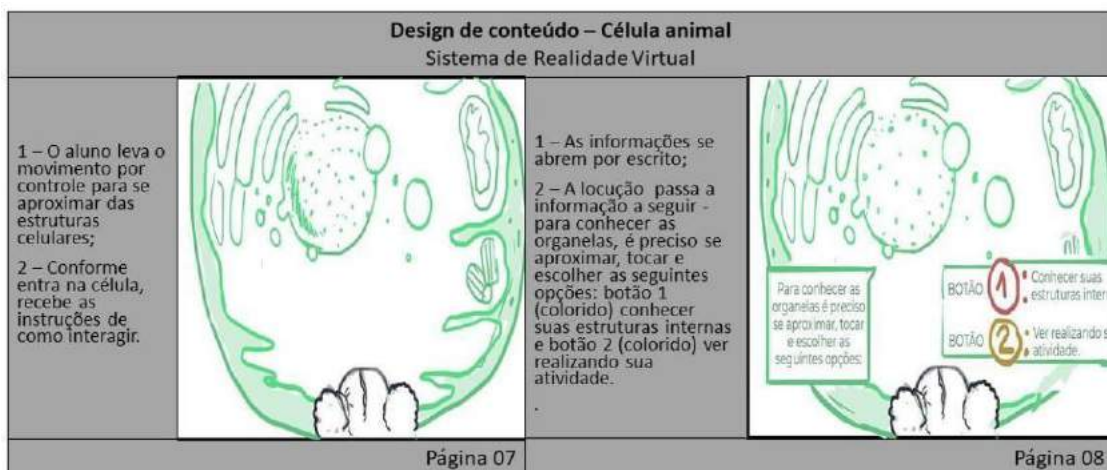 Design de conteúdo – Célula animal
Sistema de Realidade Virtual
1 – O aluno leva o
movimento por
controle para se
aproximar das
estruturas
celulares;
2 – Conforme
entra na célula,
recebe as
instruções de
como interagir.
Página 07
1 – As informações se
abrem por escrito;
2 – A locução passa a
informação a seguir -
para conhecer as
organelas, é preciso se
aproximar, tocar e
escolher as seguintes
opções: botão 1
(colorido) conhecer
suas estruturas internas
e botão 2 (colorido) ver
realizando sua
atividade.
.
Para conhecer as
organelas é preciso
se aproximar, tocar
e escolher as
seguintes opções:
BOTÃO 1 : Conhecer suas
estruturas inter
BOTÃO 2 : Ver realizando s
atividade.
Página 08